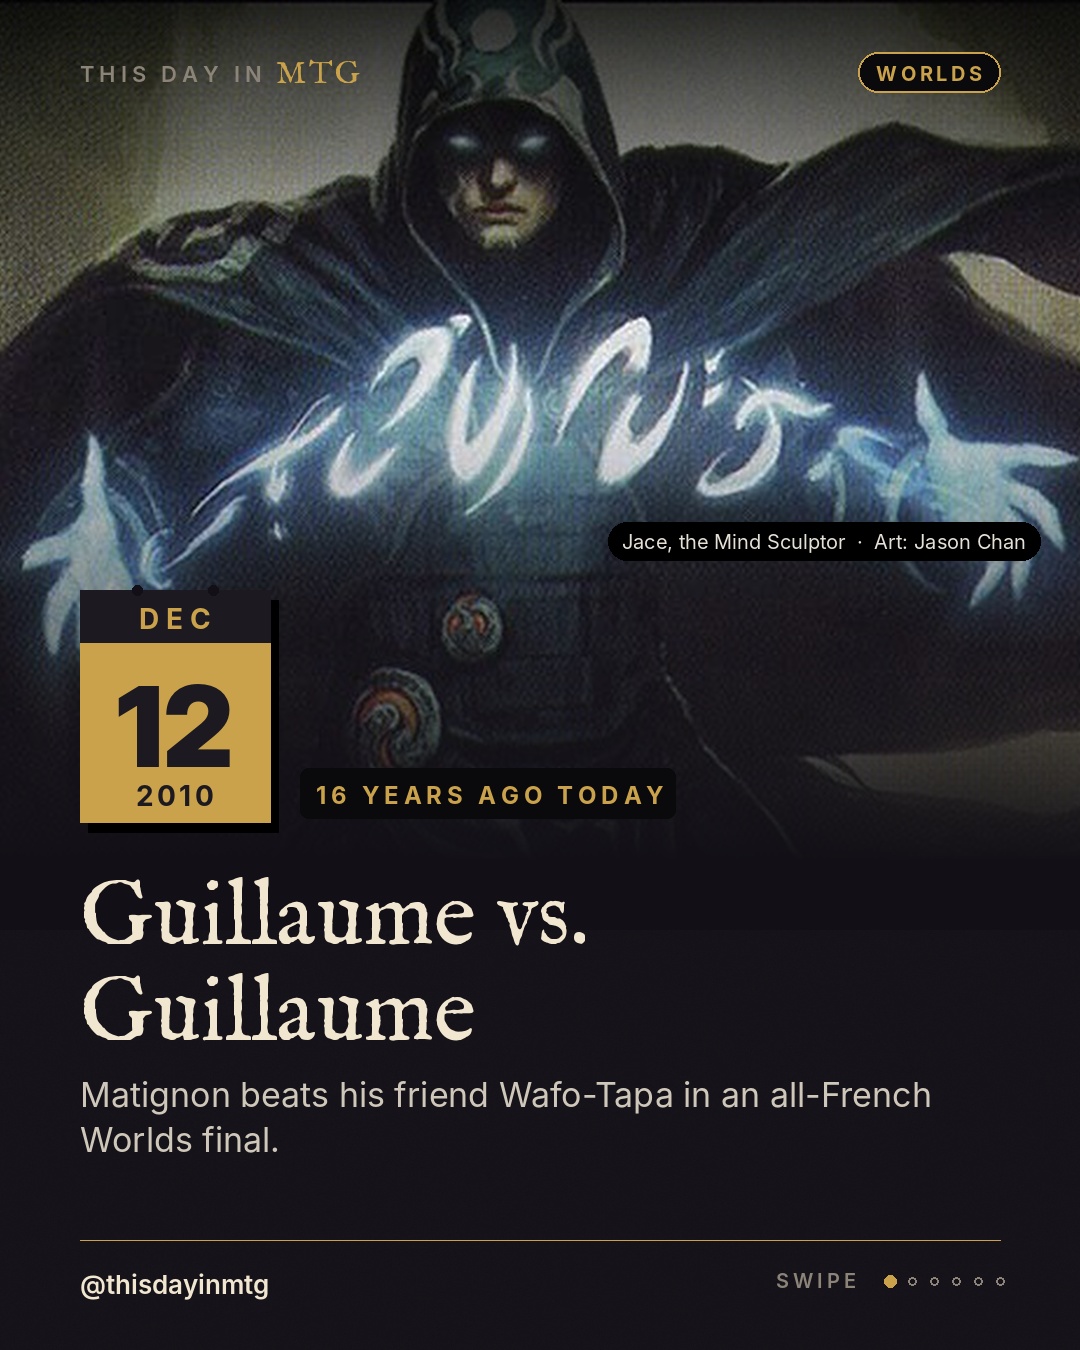 THIS DAY IN MTG
WORLDS
Jace, the Mind Sculptor · Art: Jason Chan
DEC
12
2010
16 YEARS AGO TODAY
Guillaume vs.
Guillaume
Matignon beats his friend Wafo-Tapa in an all-French
Worlds final.
@thisdayinmtg
SWIPE